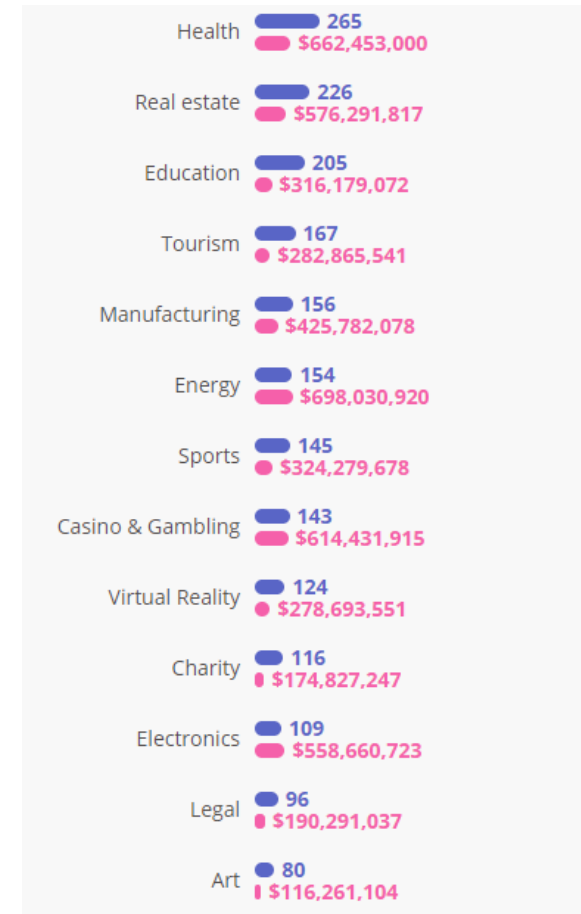 Health 265
$662,453,000
Real estate 226
$576,291,817
Education 205
$316,179,072
Tourism 167
$282,865,541
Manufacturing 156
$425,782,078
Energy 154
$698,030,920
Sports 145
$324,279,678
Casino & Gambling 143
$614,431,915
Virtual Reality 124
$278,693,551
Charity 116
$174,827,247
Electronics 109
$558,660,723
Legal 96
$190,291,037
Art 80
$116,261,104